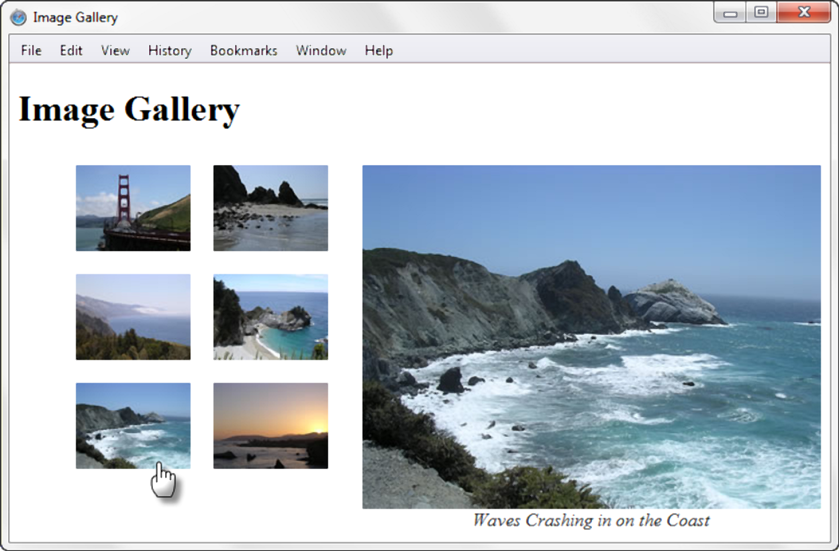 Image Gallery
File Edit View History Bookmarks Window Help
Image Gallery
Waves Crashing in on the Coast